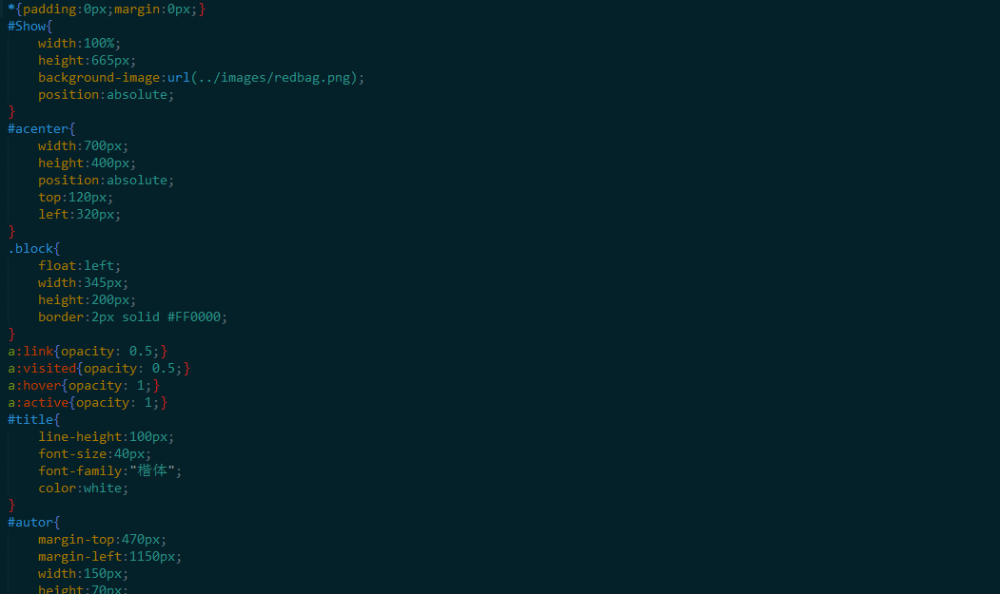 *{padding:0px;margin:0px;}
#Show{
    width:100%;
    height:665px;
    background-image:url(../images/redbag.png);
    position:absolute;
}
#acenter{
    width:700px;
    height:400px;
    position:absolute;
    top:120px;
    left:320px;
}
.block{
    float:left;
    width:345px;
    height:200px;
    border:2px solid #FF0000;
}
a:link{opacity: 0.5;}
a:visited{opacity: 0.5;}
a:hover{opacity: 1;}
a:active{opacity: 1;}
#title{
    line-height:100px;
    font-size:40px;
    font-family:"楷体";
    color:white;
}
#autor{
    margin-top:470px;
    margin-left:1150px;
    width:150px;
    height:70px;